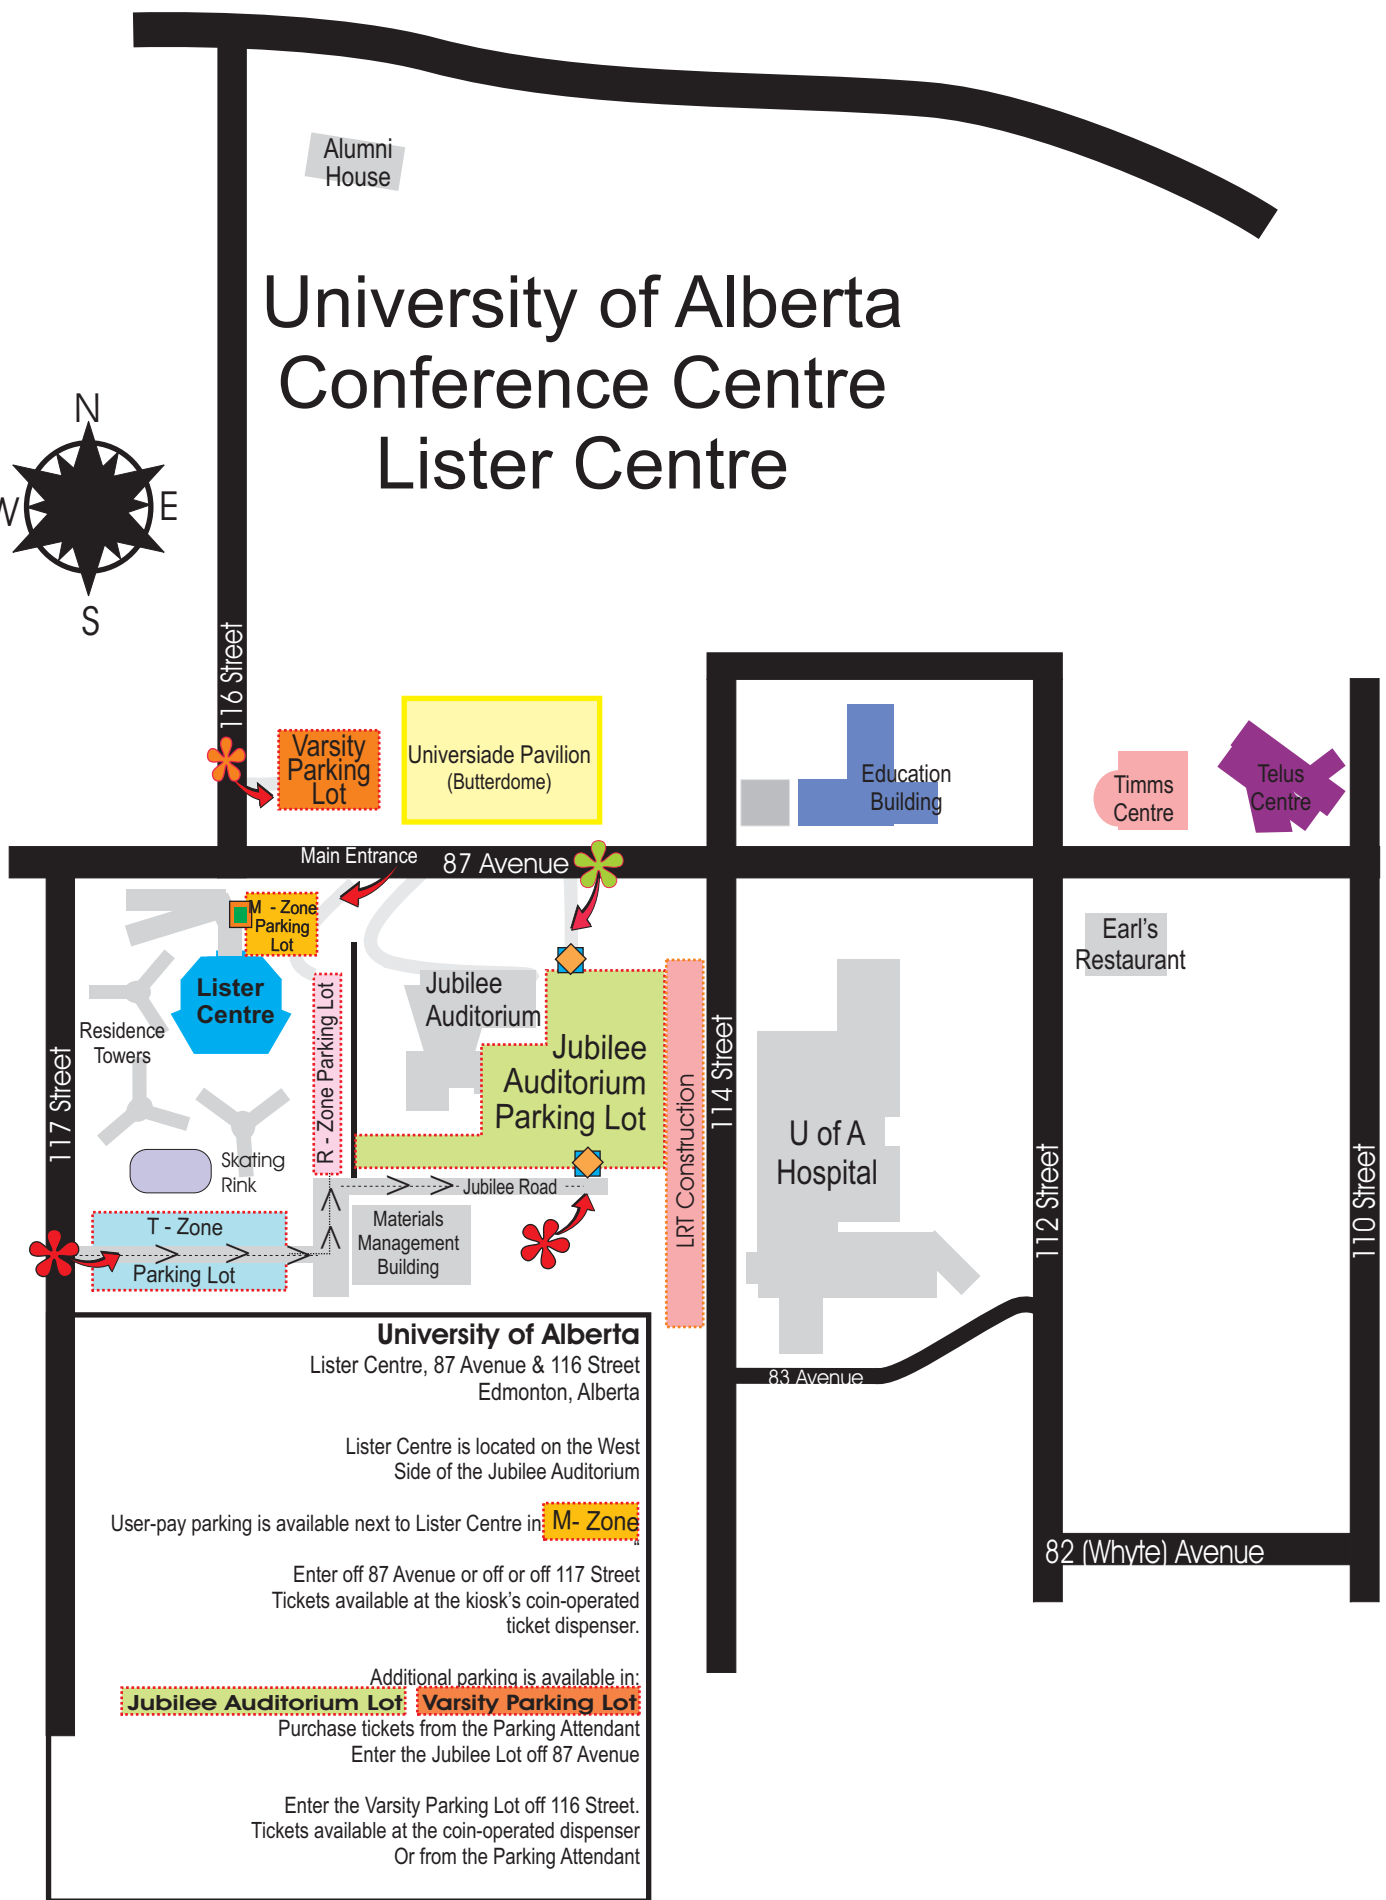 Alumni
House
University of Alberta
Conference Centre
Lister Centre
N
W
E
S
116 Street
Varsity
Parking
Lot
Universiade Pavilion
(Butterdome)
Education
Building
Timms
Centre
Telus
Centre
Main Entrance
87 Avenue
M - Zone
Parking
Lot
Lister
Centre
Residence
Towers
117 Street
R - Zone Parking Lot
Jubilee
Auditorium
Jubilee
Auditorium
Parking Lot
LRT Construction
114 Street
Earl's
Restaurant
U of A
Hospital
112 Street
110 Street
Skating
Rink
Jubilee Road
T - Zone
Parking Lot
Materials
Management
Building
83 Avenue
82 (Whyte) Avenue
University of Alberta
Lister Centre, 87 Avenue & 116 Street
Edmonton, Alberta
Lister Centre is located on the West
Side of the Jubilee Auditorium
User-pay parking is available next to Lister Centre in M- Zone
"
Enter off 87 Avenue or off or off 117 Street
Tickets available at the kiosk's coin-operated
ticket dispenser.
Additional parking is available in:
Jubilee Auditorium Lot Varsity Parking Lot
Purchase tickets from the Parking Attendant
Enter the Jubilee Lot off 87 Avenue
Enter the Varsity Parking Lot off 116 Street.
Tickets available at the coin-operated dispenser
Or from the Parking Attendant